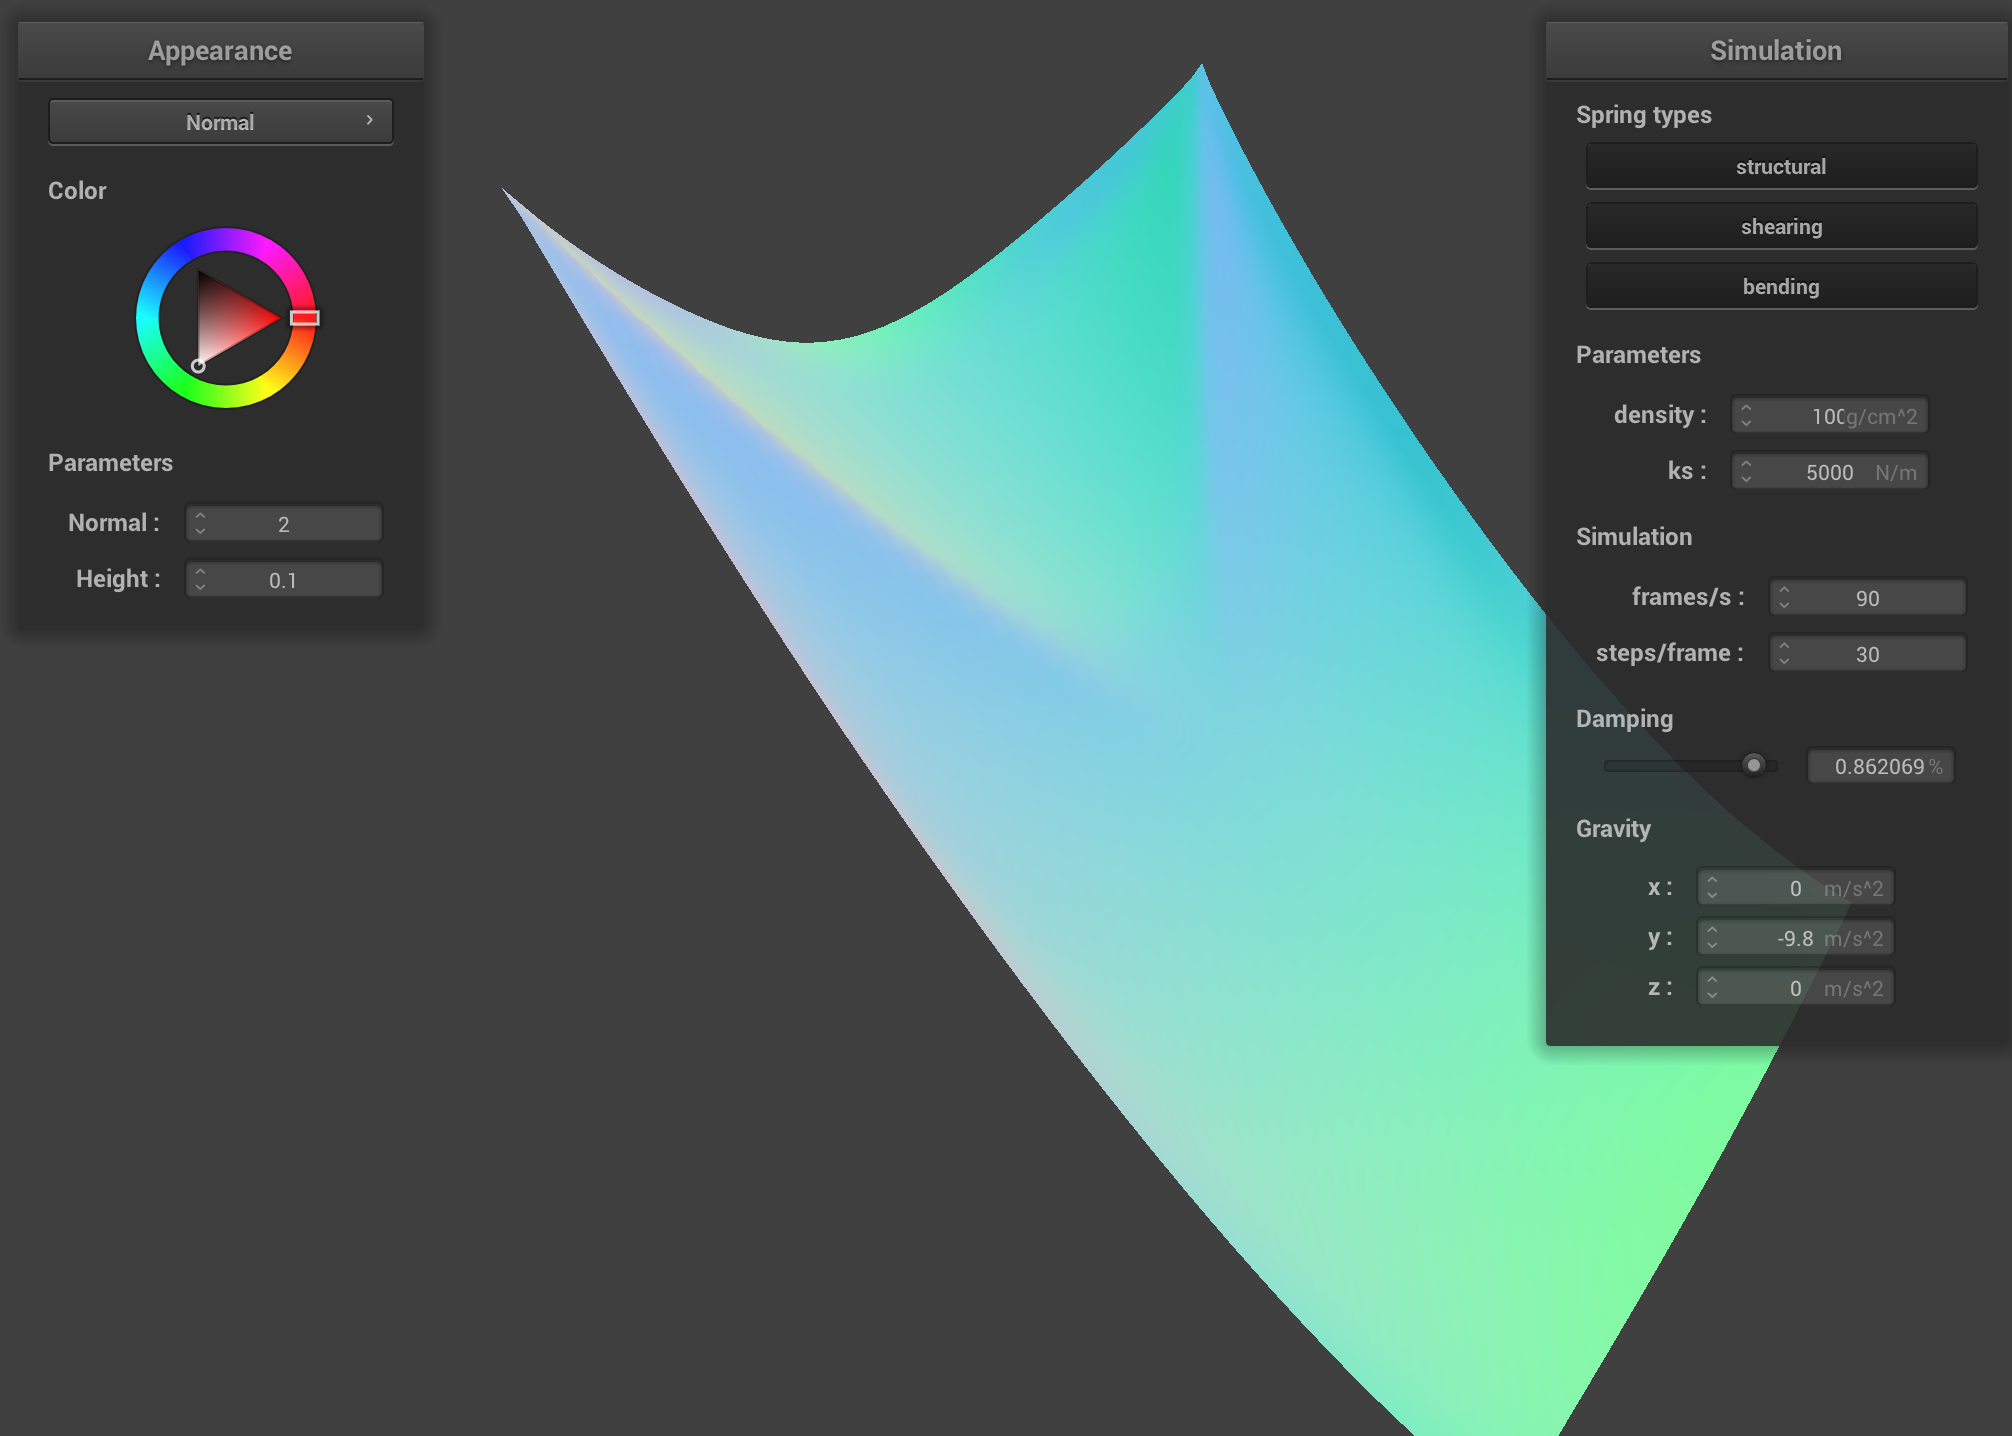 Appearance
Normal
Color
Parameters
Normal : 2
Height : 0.1
Simulation
Spring types
structural
shearing
bending
Parameters
density : 100g/cm^2
ks : 5000 N/m
Simulation
frames/s : 90
steps/frame : 30
Damping
0.862069 %
Gravity
x : 0 m/s^2
y : -9.8 m/s^2
z : 0 m/s^2